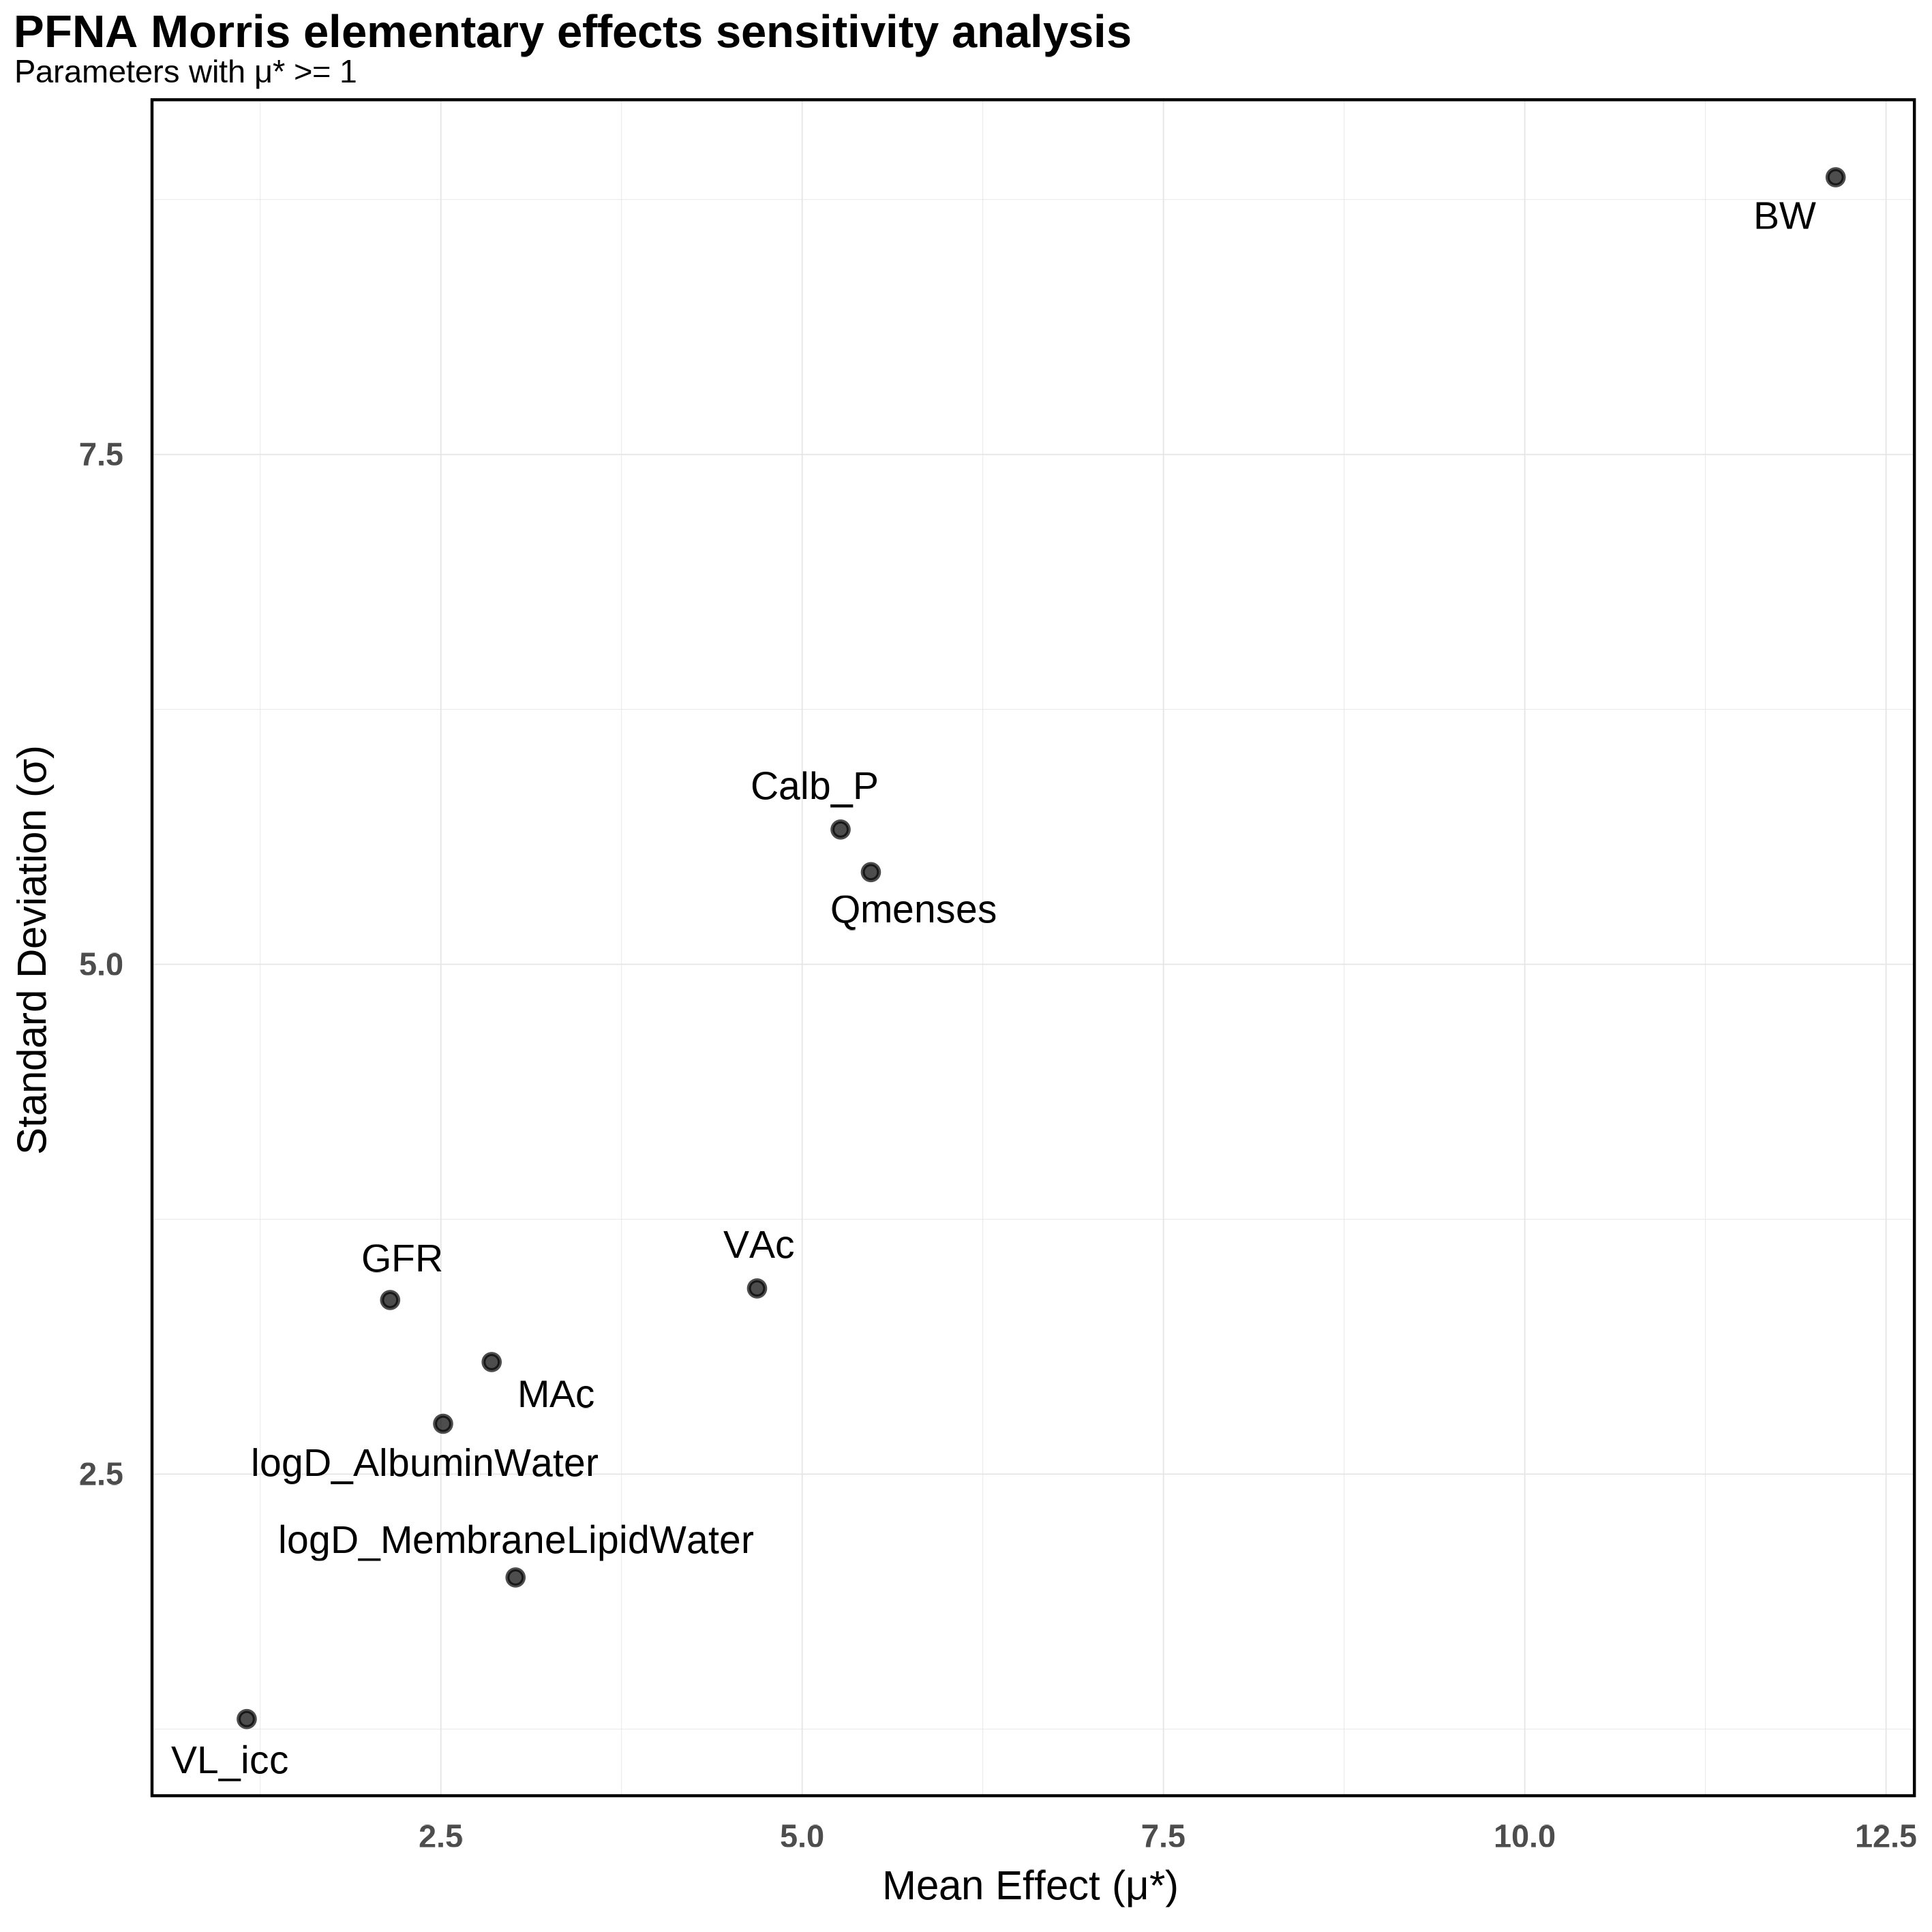 PFNA Morris elementary effects sensitivity analysis
Parameters with μ* >= 1
BW
7.5
Calb_P
Qmenses
Standard Deviation (σ)
5.0
VAc
GFR
MAc
logD_AlbuminWater
2.5
logD_MembraneLipidWater
VL_icc
2.5
5.0
7.5
10.0
12.5
Mean Effect (μ*)